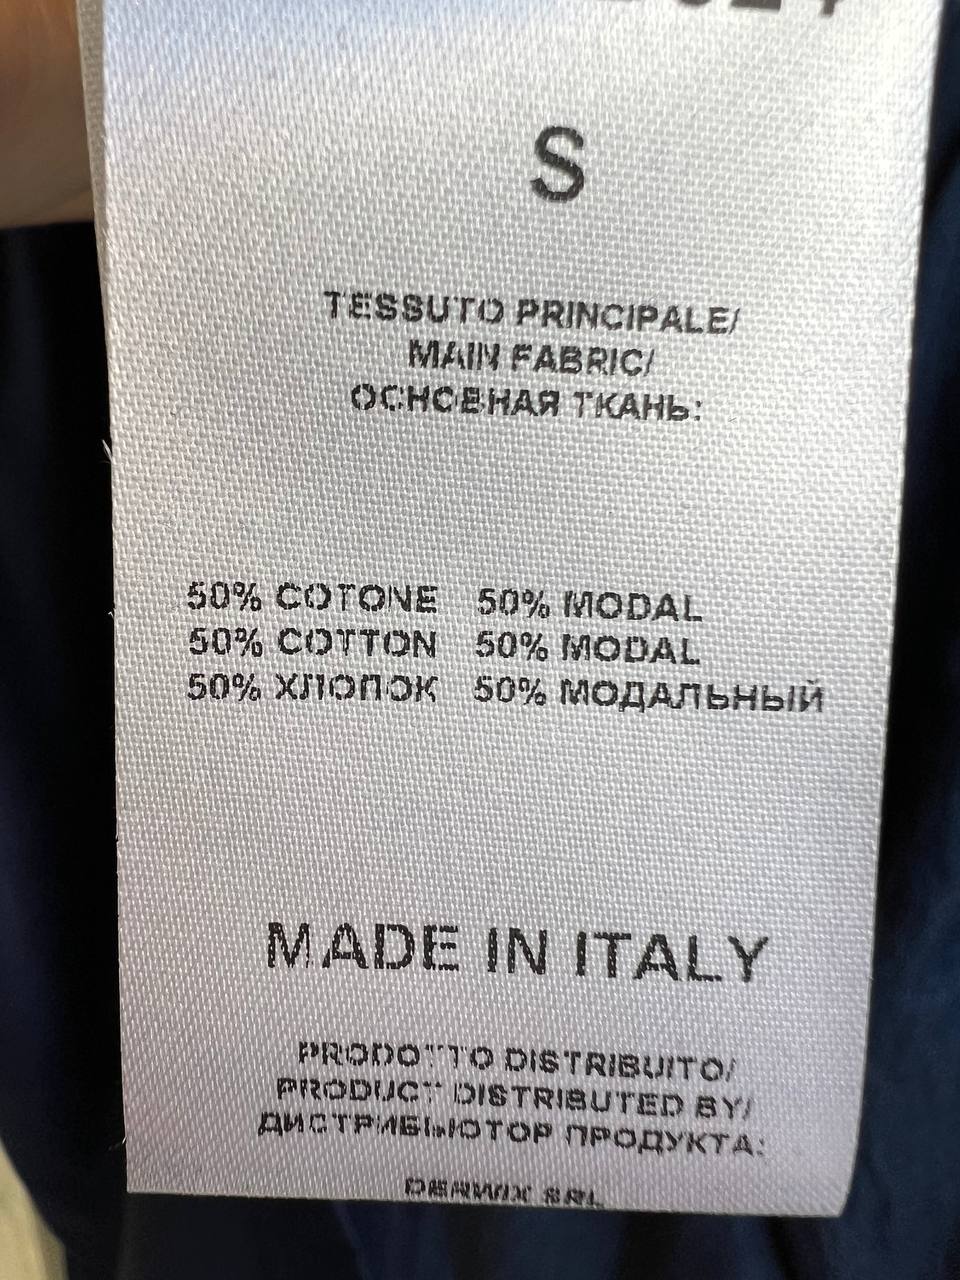 S
TESSUTO PRINCIPALE/
MAIN FABRIC/
ОСНОВНАЯ ТКАНЬ:
50% COTONE 50% MODAL
50% COTTON 50% MODAL
50% ХЛОПОК 50% МОДАЛЬНЫЙ
MADE IN ITALY
PRODOTTO DISTRIBUITO/
PRODUCT DISTRIBUTED BY/
ДИСТРИБЬЮТОР ПРОДУКТА:
SRL